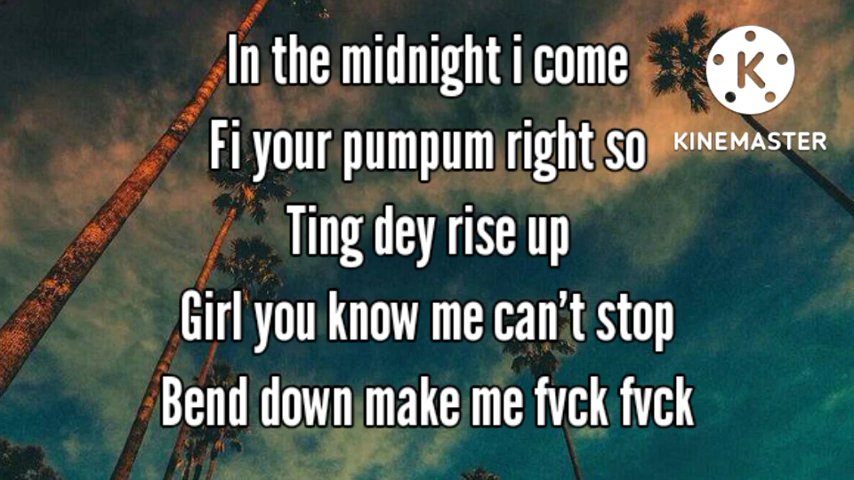 In the midnight i come
Fi your pumpum right so
Ting dey rise up
Girl you know me can't stop
Bend down make me fvck fvck
K
KINEMASTER